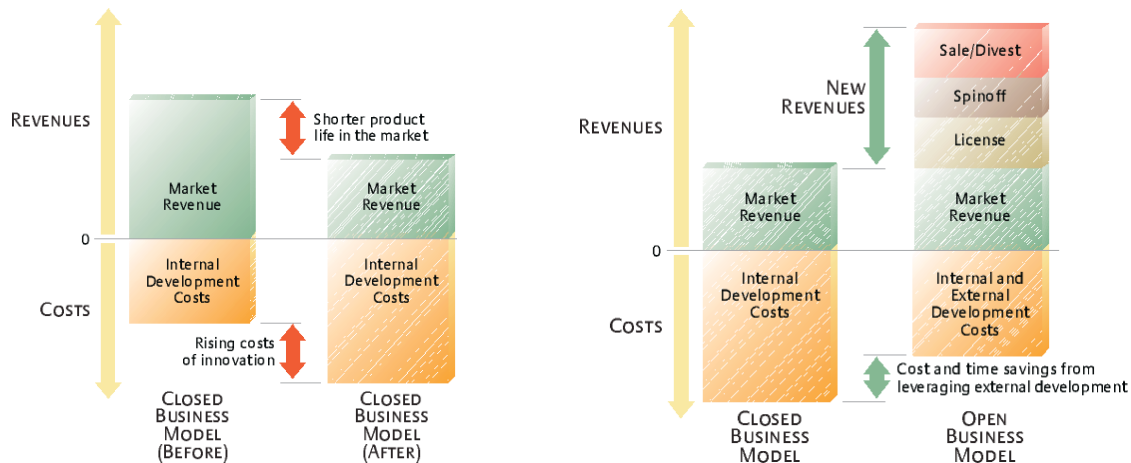 REVENUES
Shorter product
life in the market
Market
Revenue
Market
Revenue
0
Internal
Development
Costs
Internal
Development
Costs
COSTS
Rising costs
of innovation
CLOSED
BUSINESS
MODEL
(BEFORE)
CLOSED
BUSINESS
MODEL
(AFTER)
Sale/Divest
NEW
REVENUES
Spinoff
REVENUES
License
Market
Revenue
Market
Revenue
0
Internal
Development
Costs
Internal and
External
Development
Costs
COSTS
Cost and time savings from
leveraging external development
CLOSED
BUSINESS
MODEL
OPEN
BUSINESS
MODEL